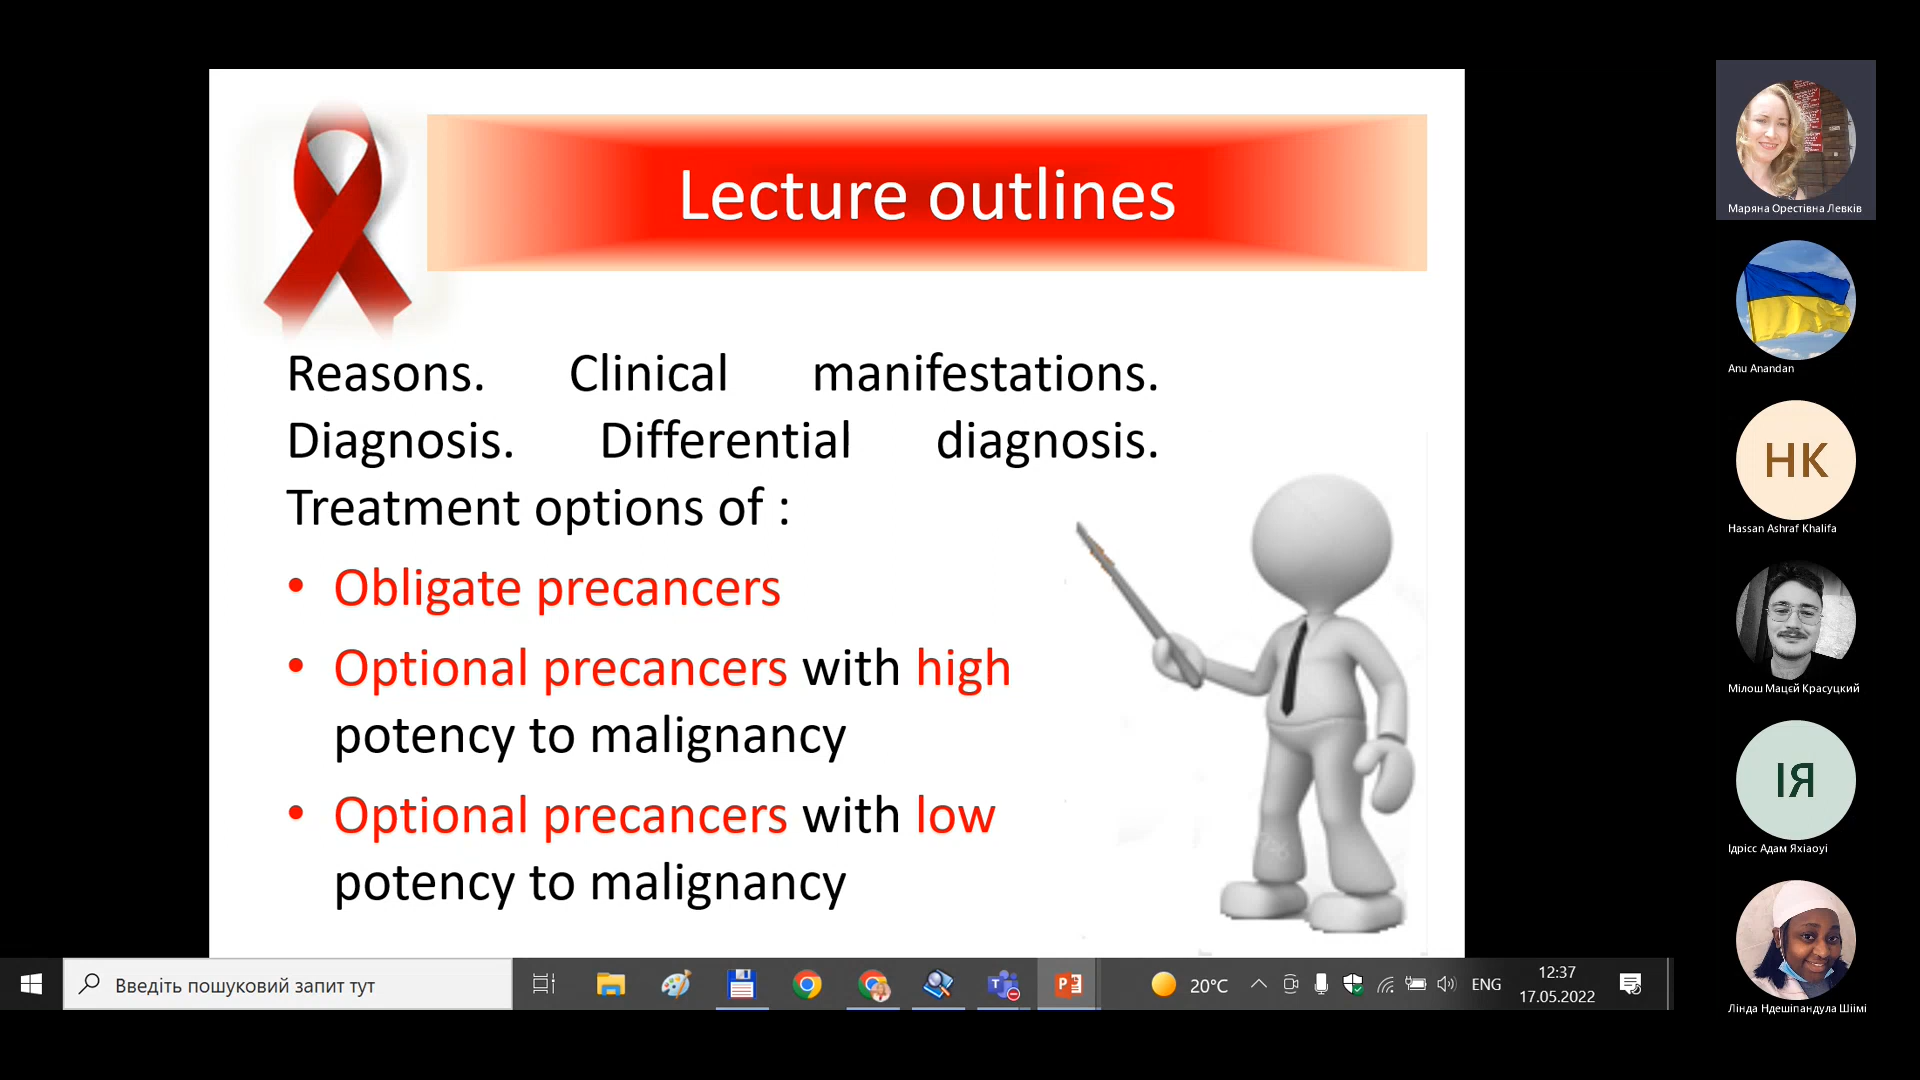 Lecture outlines
Reasons. Clinical manifestations.
Diagnosis. Differential diagnosis.
Treatment options of :
• Obligate precancers
• Optional precancers with high
potency to malignancy
• Optional precancers with low
potency to malignancy
Маряна Орестівна Левків
Anu Anandan
НК
Hassan Ashraf Khalifa
Мілош Мацєй Красуцкий
ІЯ
Ідрісс Адам Яхіаоуі
Лінда Ндешіпандула Шіімі
Введіть пошуковий запит тут
20°C
ENG
12:37
17.05.2022